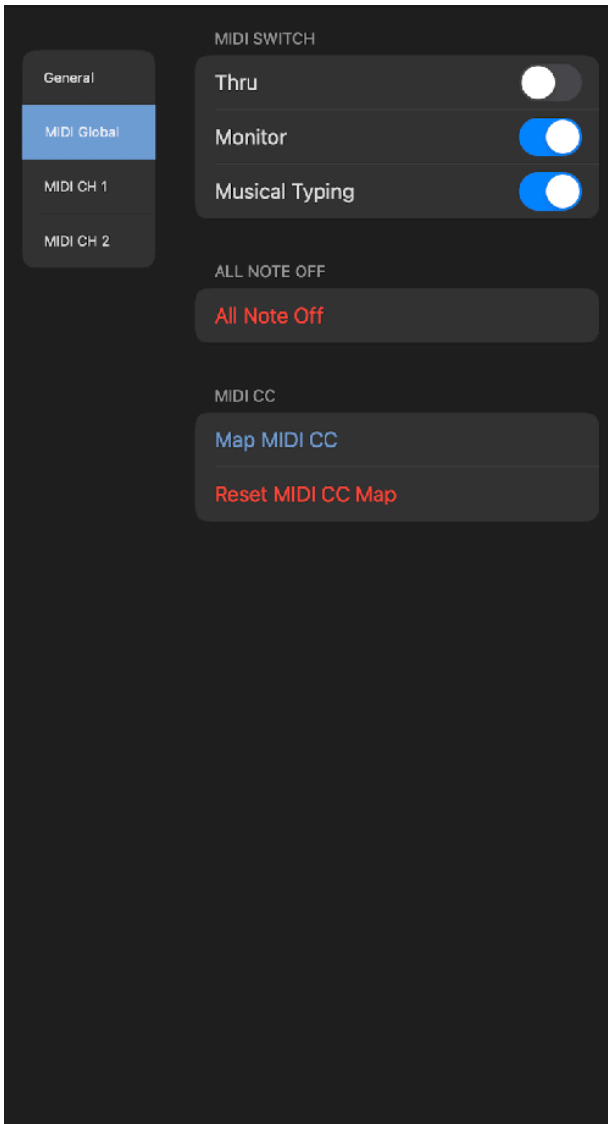 General
MIDI Global
MIDI CH 1
MIDI CH 2
MIDI SWITCH
Thru
Monitor
Musical Typing
ALL NOTE OFF
All Note Off
MIDI CC
Map MIDI CC
Reset MIDI CC Map